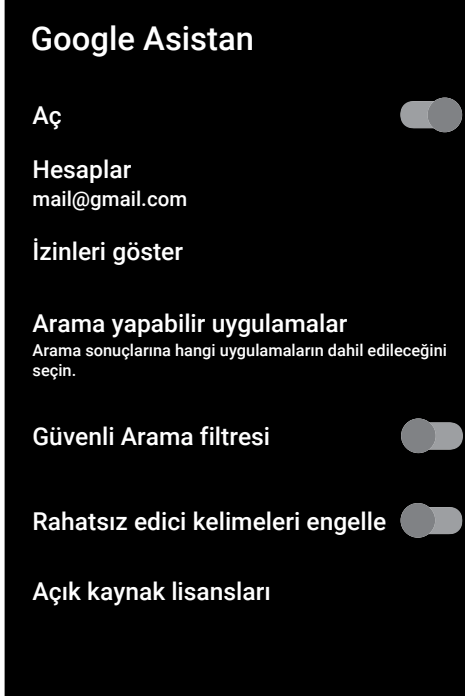 Google Asistan
Aç
Hesaplar
mail@gmail.com
İzinleri göster
Arama yapabilir uygulamalar
Arama sonuçlarına hangi uygulamaların dahil edileceğini
seçin.
Güvenli Arama filtresi
Rahatsız edici kelimeleri engelle
Açık kaynak lisansları